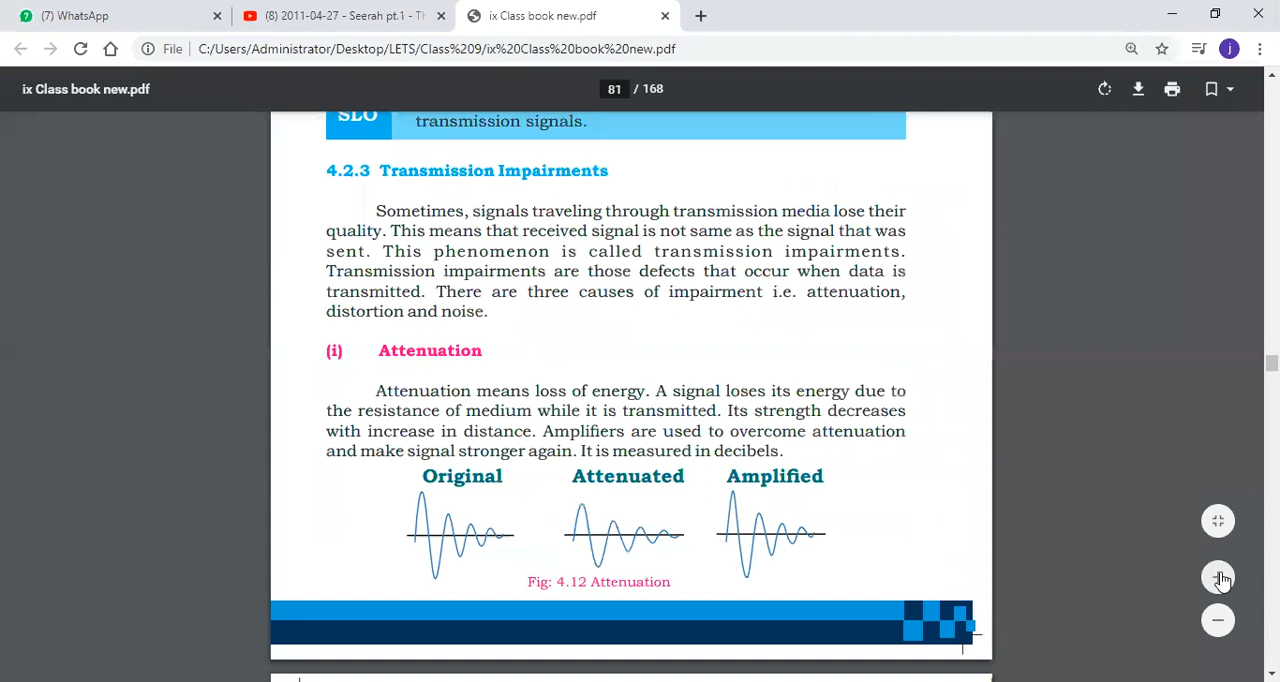 (7) WhatsApp
(8) 2011-04-27 - Seerah pt.1 - Th
ix Class book new.pdf
File
C:/Users/Administrator/Desktop/LETS/Class%209/ix%20Class%20book%20new.pdf
j
ix Class book new.pdf
81 / 168
SLO
transmission signals.
4.2.3 Transmission Impairments
Sometimes, signals traveling through transmission media lose their
quality. This means that received signal is not same as the signal that was
sent. This phenomenon is called transmission impairments.
Transmission impairments are those defects that occur when data is
transmitted. There are three causes of impairment i.e. attenuation,
distortion and noise.
(i) Attenuation
Attenuation means loss of energy. A signal loses its energy due to
the resistance of medium while it is transmitted. Its strength decreases
with increase in distance. Amplifiers are used to overcome attenuation
and make signal stronger again. It is measured in decibels.
Original Attenuated Amplified
Fig: 4.12 Attenuation